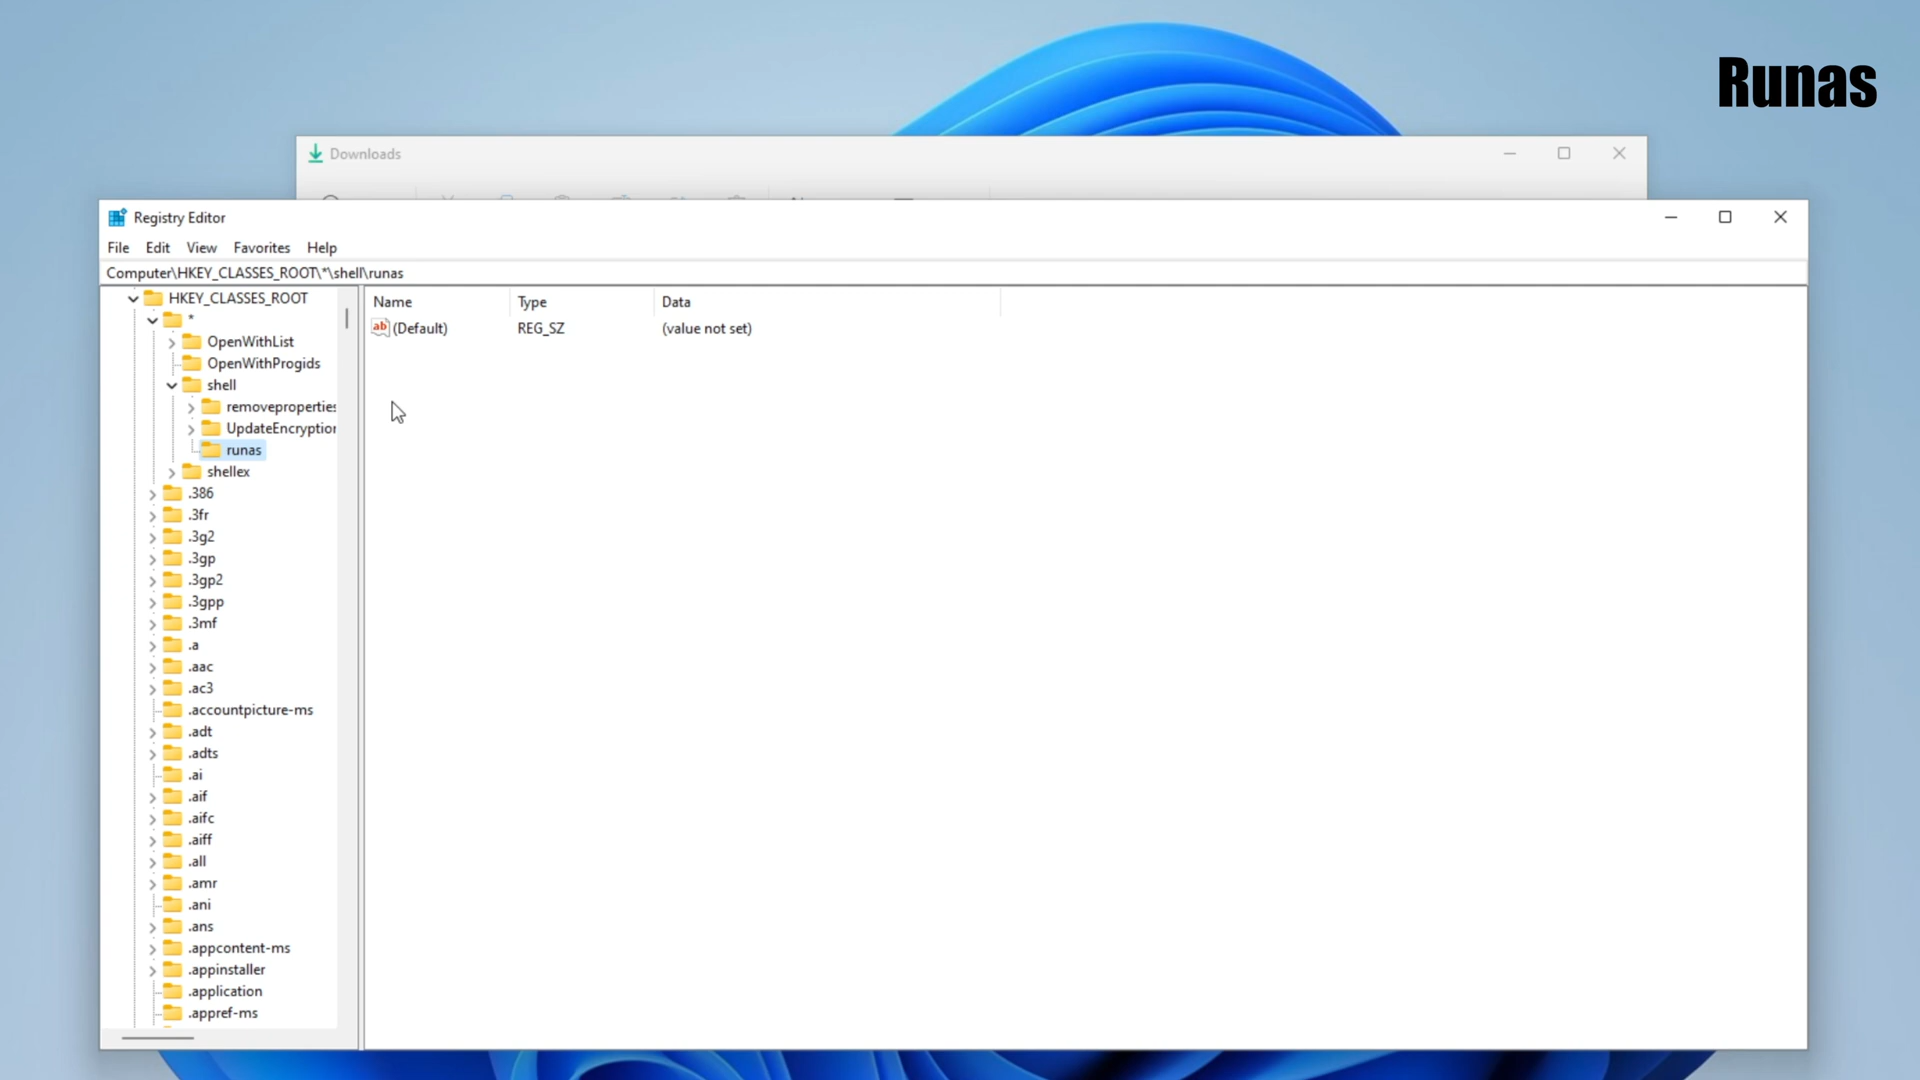 Runas
Downloads
Registry Editor
File Edit View Favorites Help
Computer\HKEY_CLASSES_ROOT\*\shell\runas
Name Type Data
(Default) REG_SZ (value not set)
HKEY_CLASSES_ROOT
*
OpenWithList
OpenWithProgids
shell
removeproperties
UpdateEncryption
runas
shellex
.386
.3fr
.3g2
.3gp
.3gp2
.3gpp
.3mf
.a
.aac
.ac3
.accountpicture-ms
.adt
.adts
.ai
.aif
.aifc
.aiff
.all
.amr
.ani
.ans
.appcontent-ms
.appinstaller
.application
.appref-ms